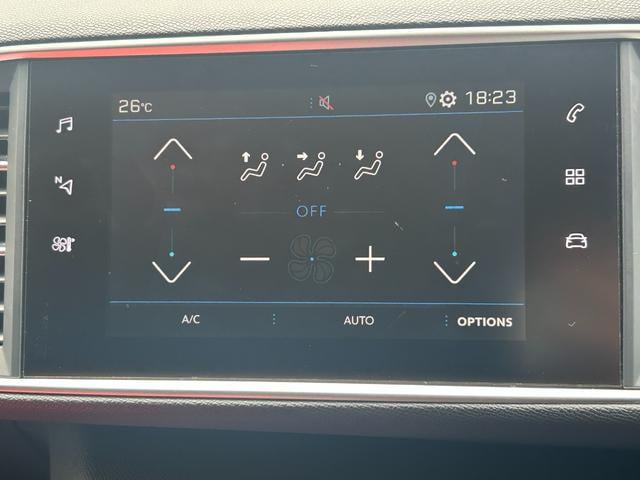 26°C
18:23
N
OFF
A/C
AUTO
OPTIONS